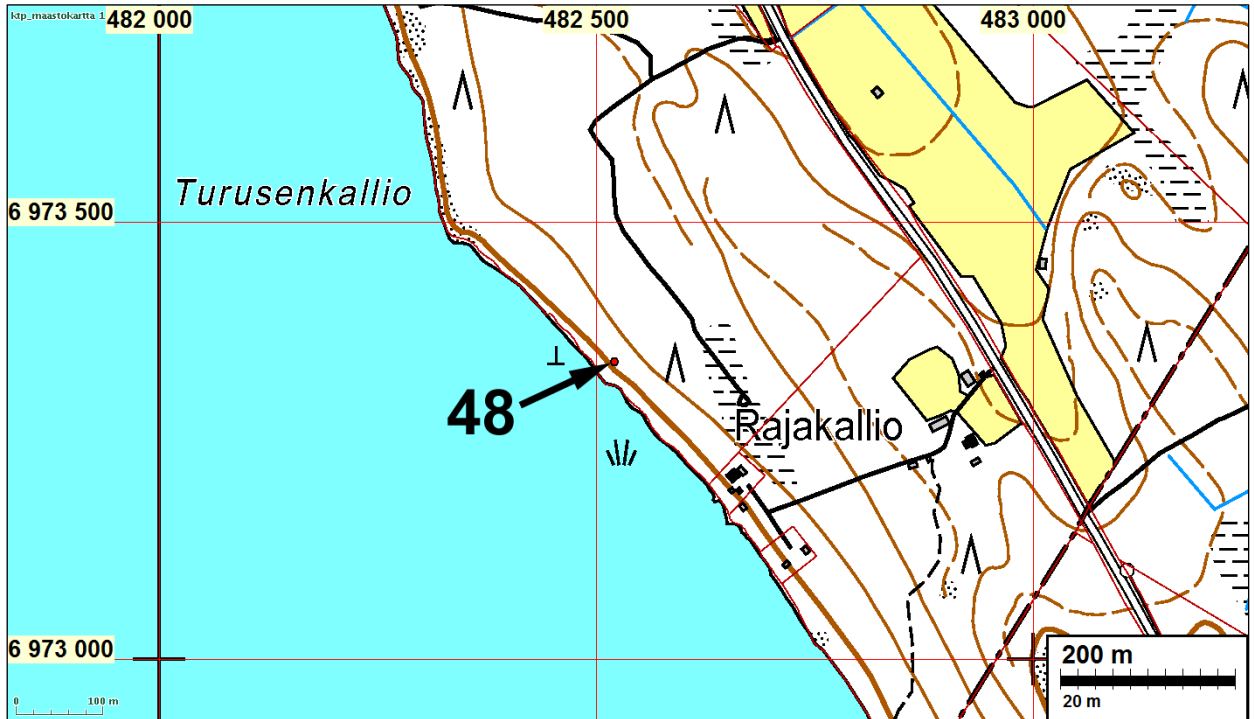 ktp_maastokartta 1
482 000
482 500
483 000
Turusenkallio
6 973 500
48
Rajakallio
6 973 000
200 m
20 m
0 100 m